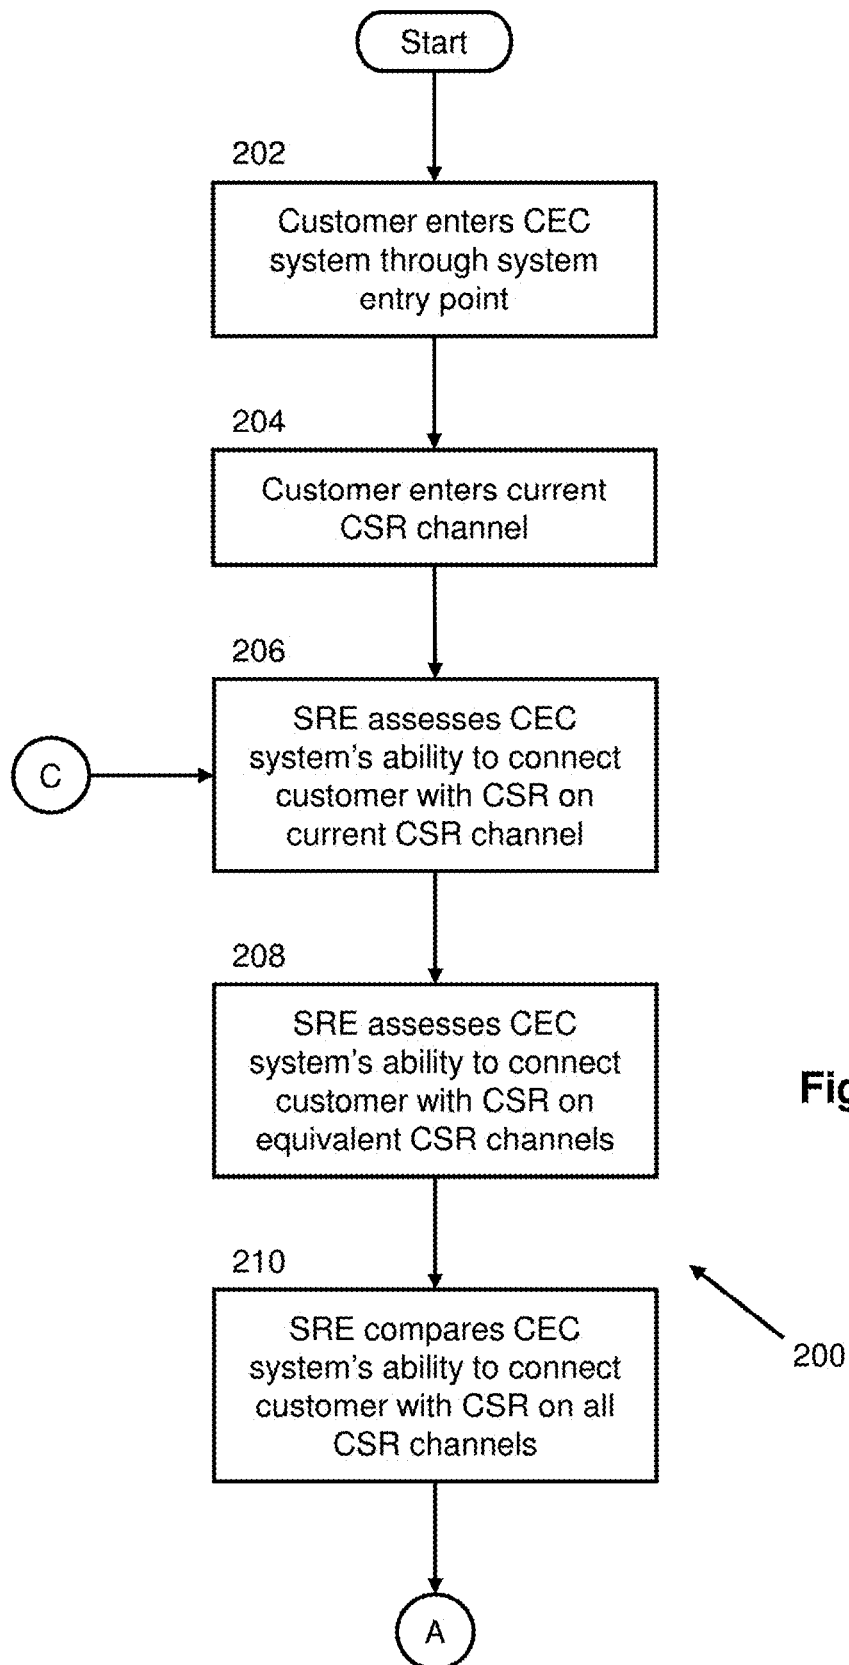 Start
202
Customer enters CEC
system through system
entry point
204
Customer enters current
CSR channel
206
SRE assesses CEC
system's ability to connect
customer with CSR on
current CSR channel
C
208
SRE assesses CEC
system's ability to connect
customer with CSR on
equivalent CSR channels
Fig
210
SRE compares CEC
system's ability to connect
customer with CSR on all
CSR channels
200
A